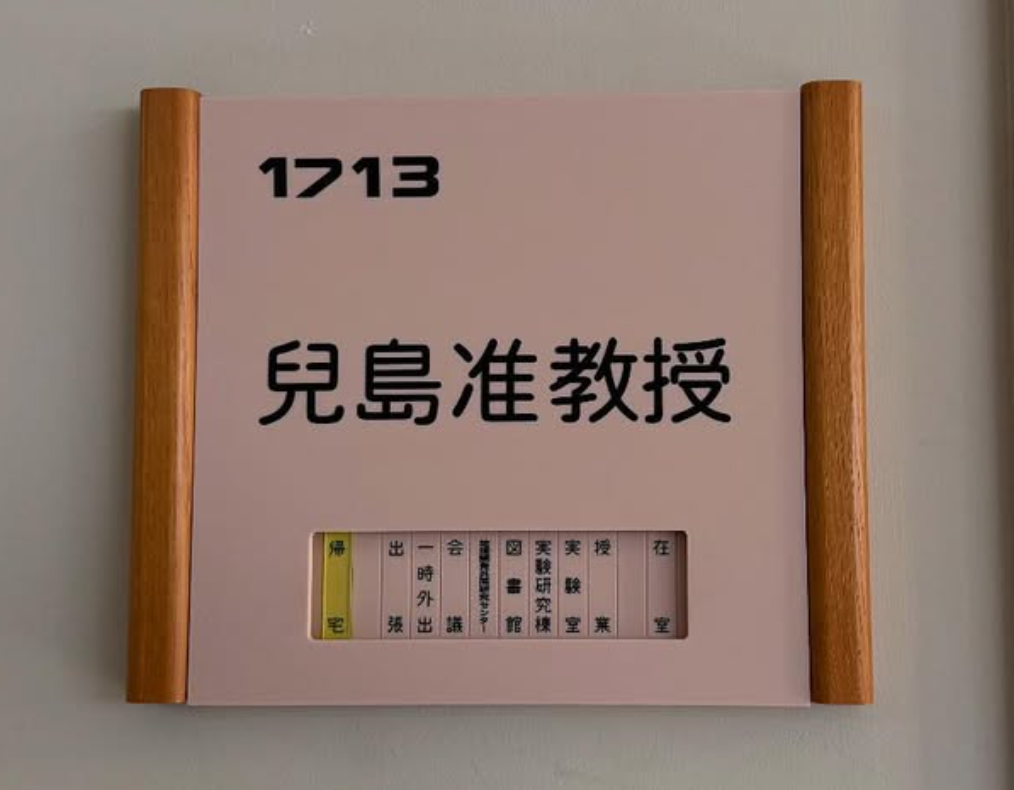 1713
兒島准教授
在室
授業
実験室
実験研究棟
図書館
会議
一時外出
出張
帰宅